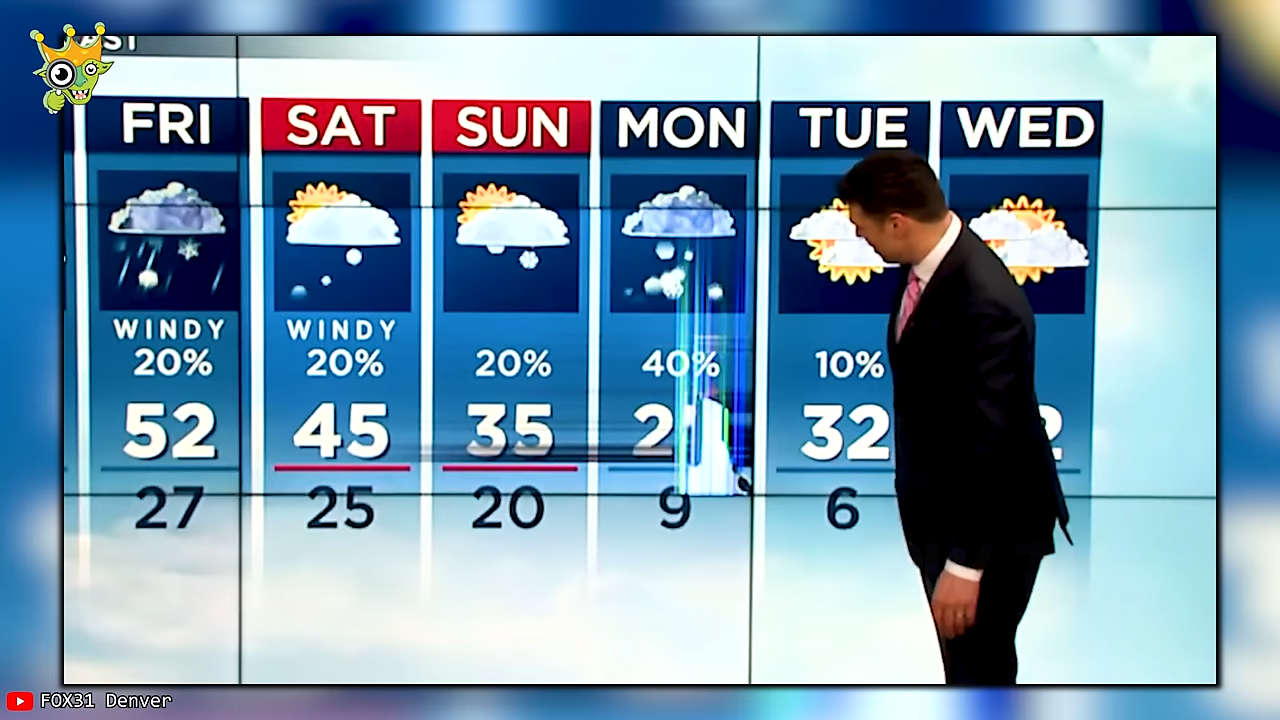 FRI SAT SUN MON TUE WED
WINDY WINDY
20% 20% 20% 40% 10%
52 45 35 2 32
27 25 20 9 6
FOX31 Denver